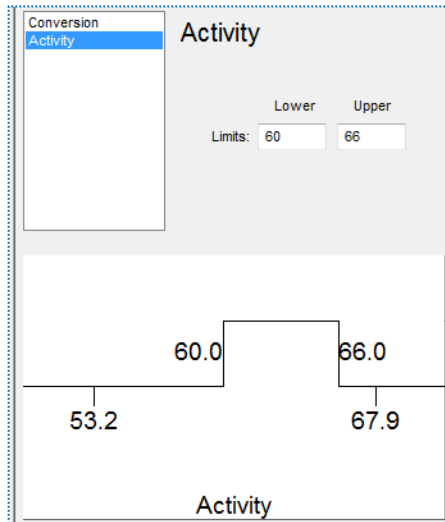 Conversion
Activity
Activity
Lower Upper
Limits: 60 66
60.0 66.0
53.2 67.9
Activity